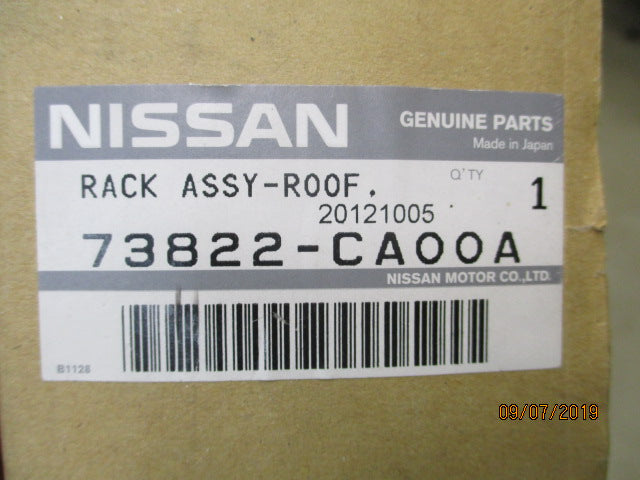 NISSAN
GENUINE PARTS
Made in Japan
RACK ASSY-ROOF.
Q'TY
1
20121005
73822-CA00A
NISSAN MOTOR CO.,LTD.
B1128
09/07/2019